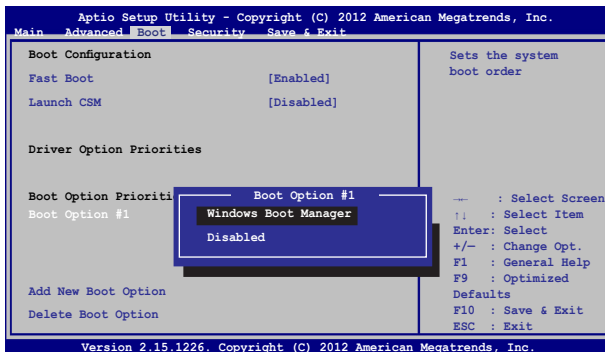 Aptio Setup Utility - Copyright (C) 2012 American Megatrends, Inc.
Main Advanced Boot Security Save & Exit
Boot Configuration
Fast Boot [Enabled]
Launch CSM [Disabled]
Driver Option Priorities
Boot Option Prioriti
Boot Option #1
Boot Option #1
Windows Boot Manager
Disabled
Add New Boot Option
Delete Boot Option
Sets the system
boot order
→← : Select Screen
↑↓ : Select Item
Enter: Select
+/— : Change Opt.
F1 : General Help
F9 : Optimized
Defaults
F10 : Save & Exit
ESC : Exit
Version 2.15.1226. Copyright (C) 2012 American Megatrends, Inc.